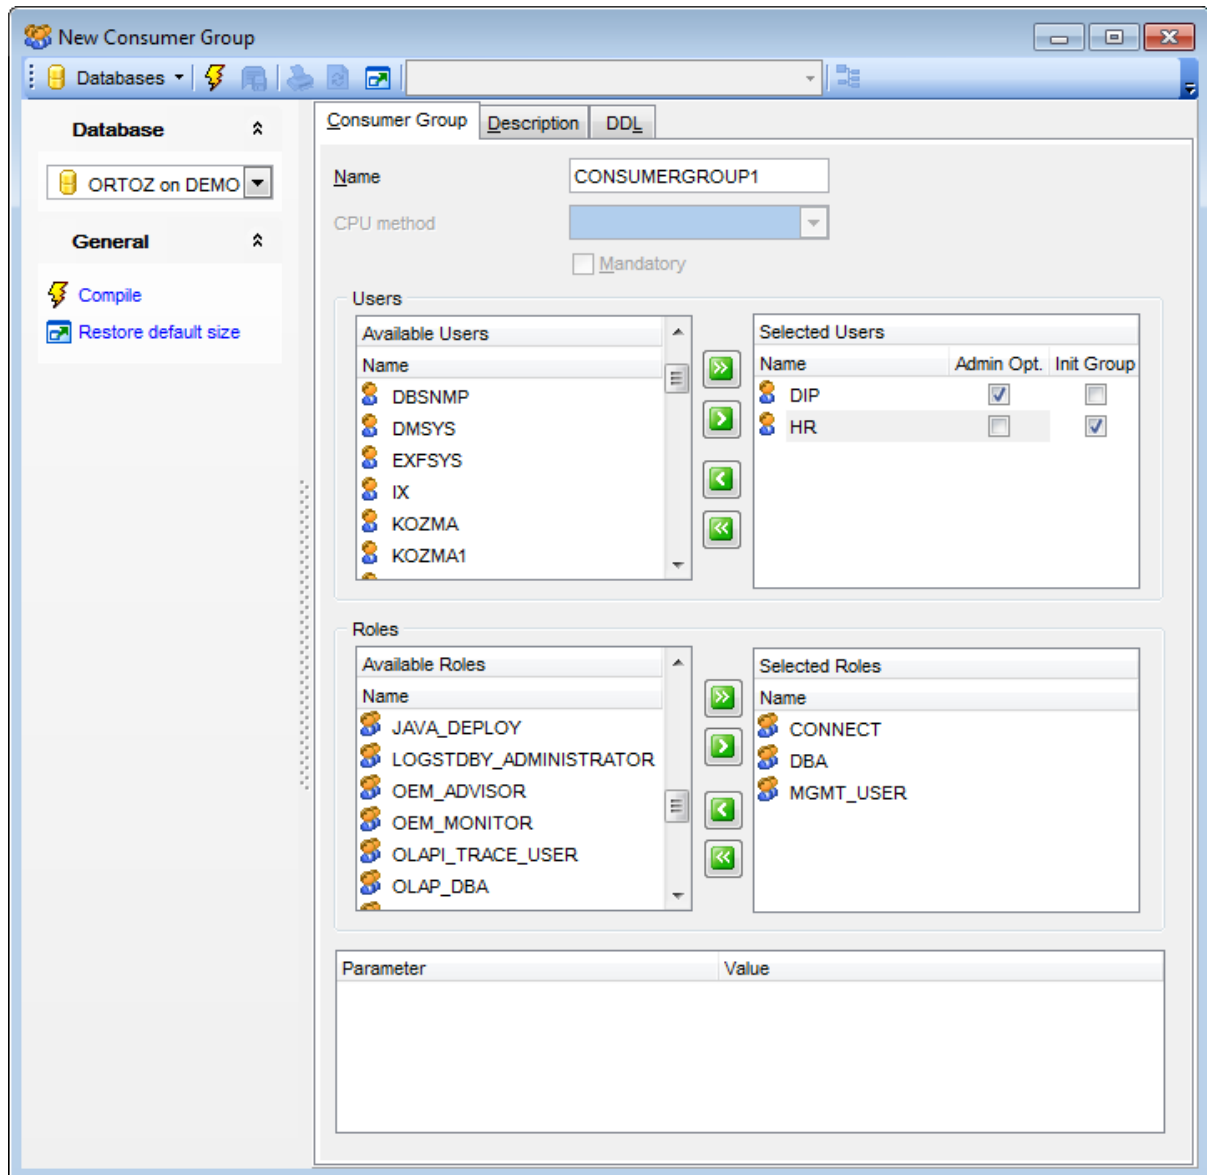 New Consumer Group
Databases
Database
ORTOZ on DEMO
General
Compile
Restore default size
Consumer Group Description DDL
Name CONSUMERGROUP1
CPU method
Mandatory
Users
Available Users
Name
DBSNMP
DMSYS
EXFSYS
IX
KOZMA
KOZMA1
Selected Users
Name Admin Opt. Init Group
DIP
HR
Roles
Available Roles
Name
JAVA_DEPLOY
LOGSTDBY_ADMINISTRATOR
OEM_ADVISOR
OEM_MONITOR
OLAPI_TRACE_USER
OLAP_DBA
Selected Roles
Name
CONNECT
DBA
MGMT_USER
Parameter Value